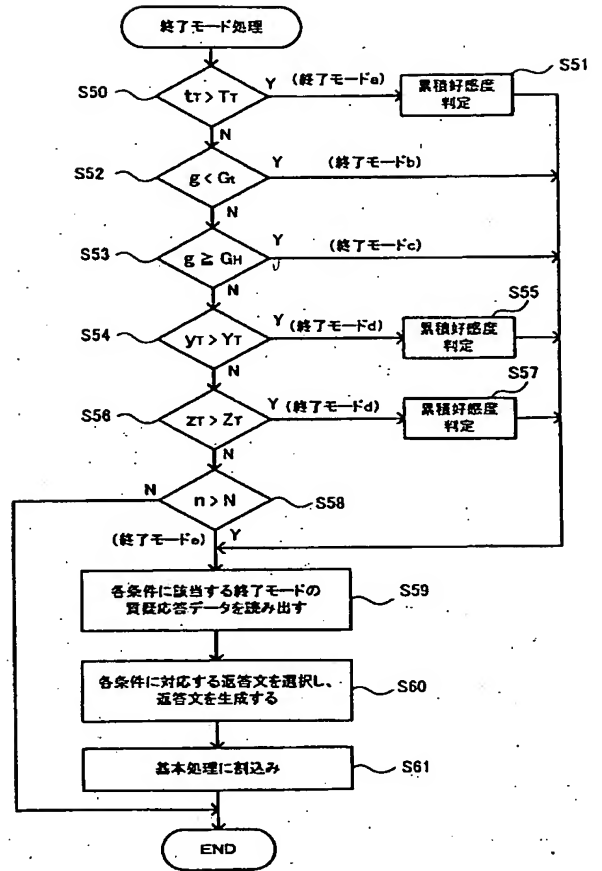 終了モード処理
S50
tT > TT
Y
(終了モードa)
累積好感度
判定
S51
N
S52
g < Gt
Y
(終了モードb)
N
S53
g ≧ GH
Y
(終了モードc)
N
S54
yT > YT
Y
(終了モードd)
累積好感度
判定
S55
N
S56
zT > ZT
Y
(終了モードd)
累積好感度
判定
S57
N
N
n > N
S58
(終了モードe)
Y
各条件に該当する終了モードの
質疑応答データを読み出す
S59
各条件に対応する返答文を選択し、
返答文を生成する
S60
基本処理に割込み
S61
END